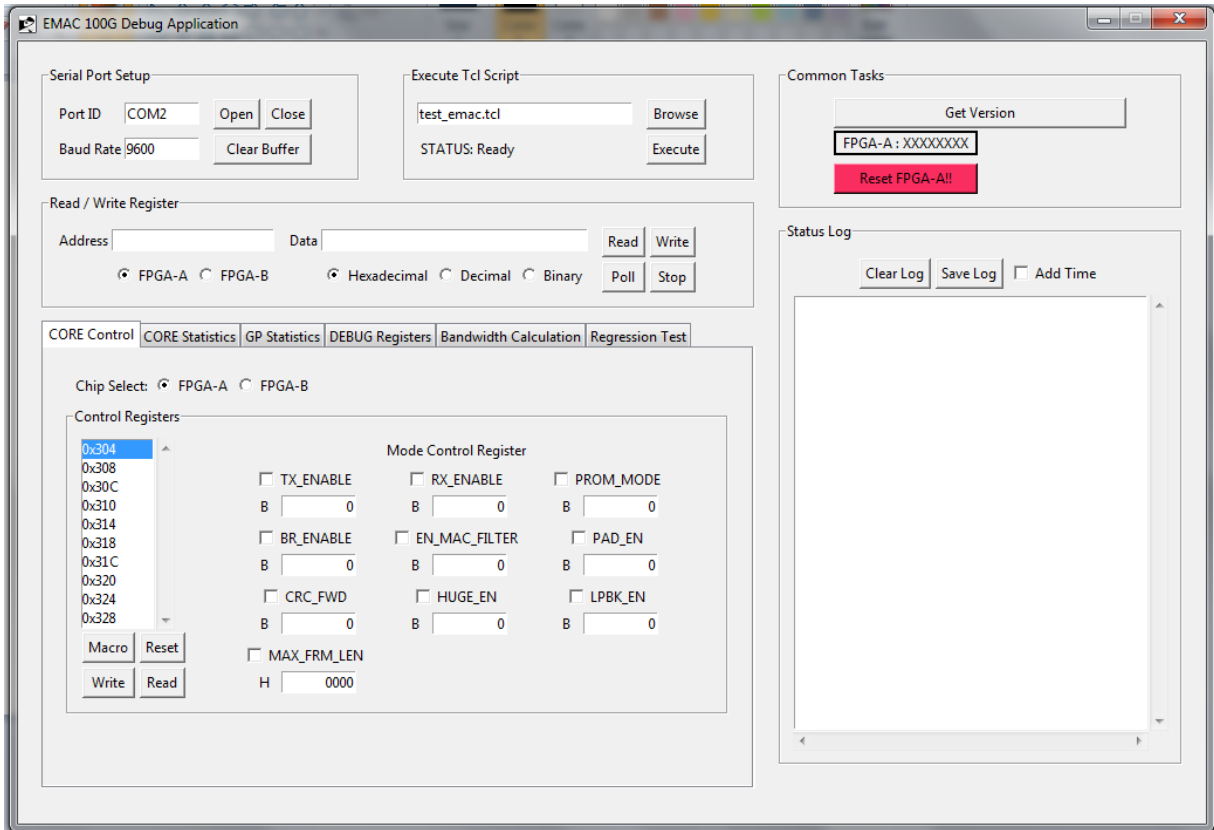 EMAC 100G Debug Application
Serial Port Setup
Port ID COM2 Open Close
Baud Rate 9600 Clear Buffer
Execute Tcl Script
test_emac.tcl Browse
STATUS: Ready Execute
Common Tasks
Get Version
FPGA-A : XXXXXXXX
Reset FPGA-A!!
Read / Write Register
Address Data Read Write
FPGA-A FPGA-B Hexadecimal Decimal Binary Poll Stop
Status Log
Clear Log Save Log Add Time
CORE Control CORE Statistics GP Statistics DEBUG Registers Bandwidth Calculation Regression Test
Chip Select: FPGA-A FPGA-B
Control Registers
0x304
0x308
0x30C
0x310
0x314
0x318
0x31C
0x320
0x324
0x328
Macro Reset
Write Read
Mode Control Register
TX_ENABLE RX_ENABLE PROM_MODE
B 0 B 0 B 0
BR_ENABLE EN_MAC_FILTER PAD_EN
B 0 B 0 B 0
CRC_FWD HUGE_EN LPBK_EN
B 0 B 0 B 0
MAX_FRM_LEN
H 0000